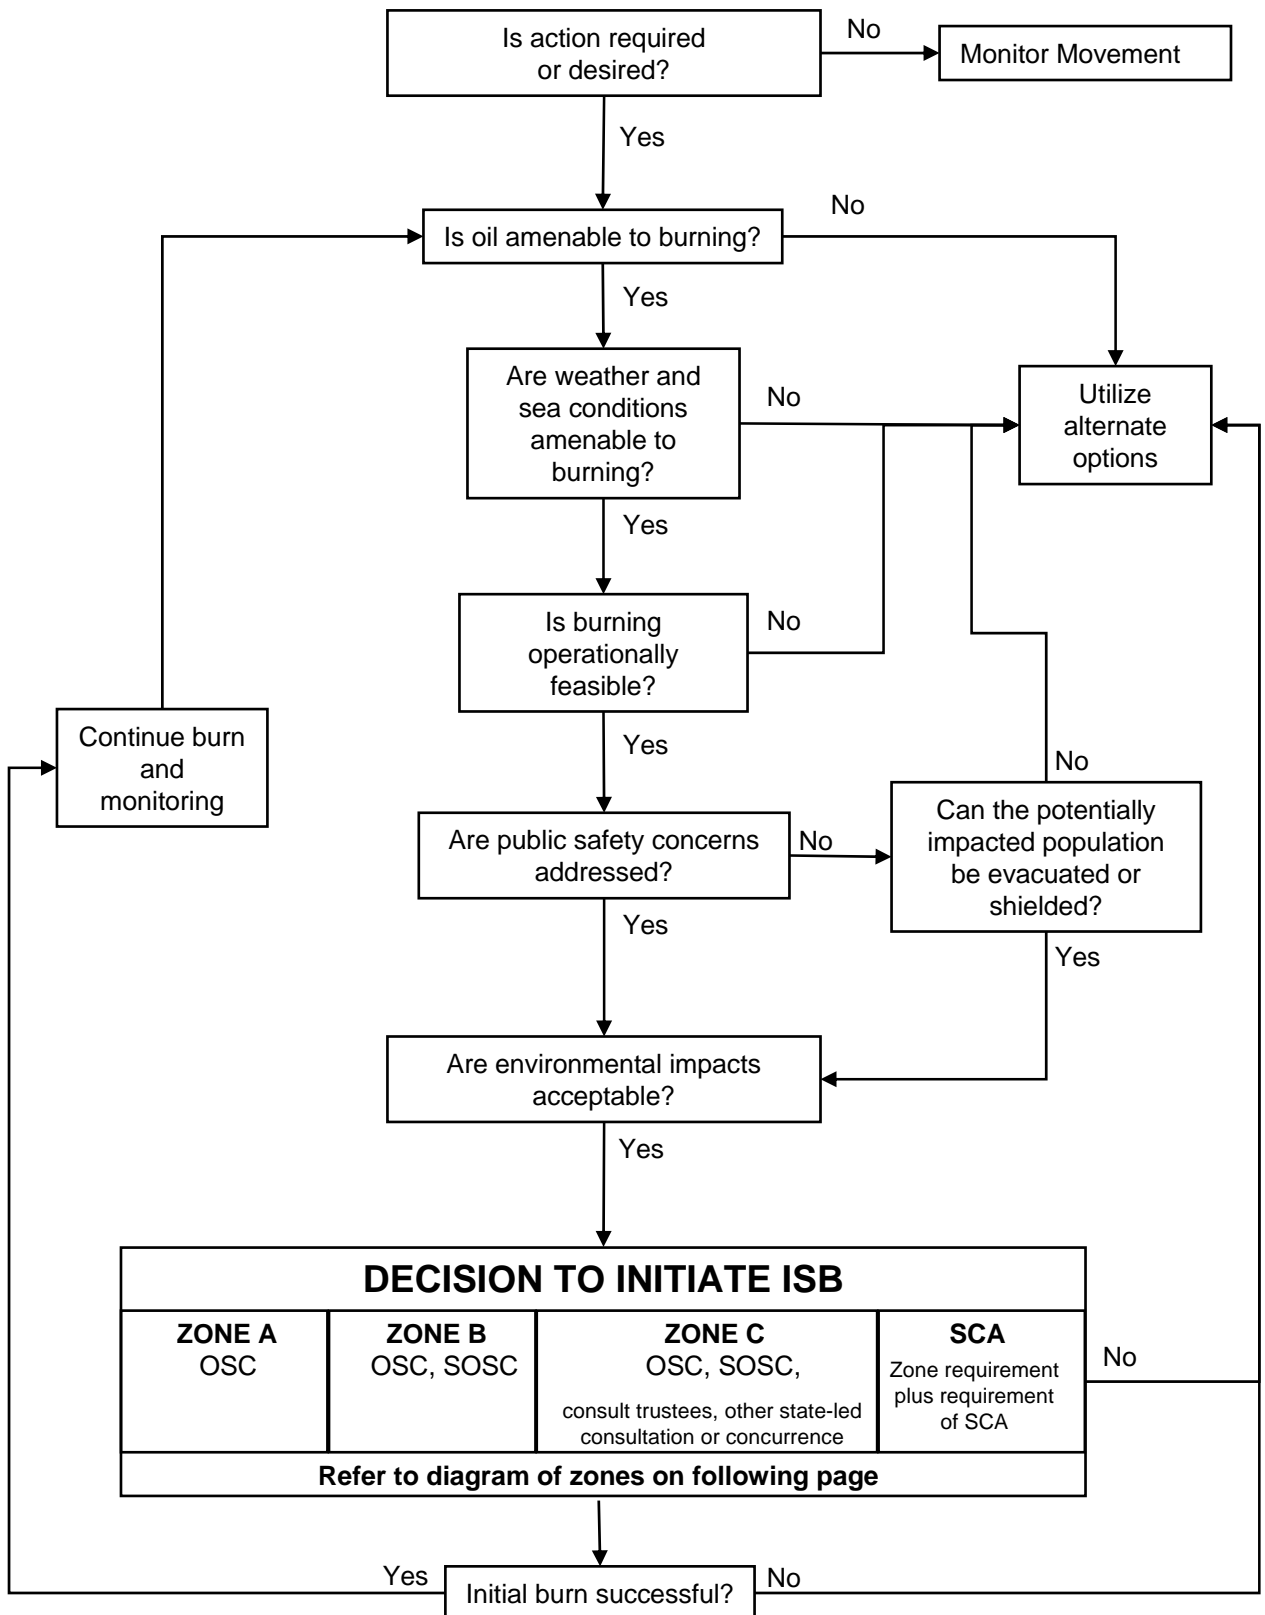 Is action required
or desired?
No
Monitor Movement
Yes
Is oil amenable to burning?
No
Yes
Are weather and
sea conditions
amenable to
burning?
No
Utilize
alternate
options
Yes
Is burning
operationally
feasible?
No
Yes
Continue burn
and
monitoring
Are public safety concerns
addressed?
No
No
Can the potentially
impacted population
be evacuated or
shielded?
Yes
Yes
Are environmental impacts
acceptable?
Yes
DECISION TO INITIATE ISB
ZONE A
OSC
ZONE B
OSC, SOSC
ZONE C
OSC, SOSC,
consult trustees, other state-led
consultation or concurrence
SCA
Zone requirement
plus requirement
of SCA
No
Refer to diagram of zones on following page
Yes
Initial burn successful?
No